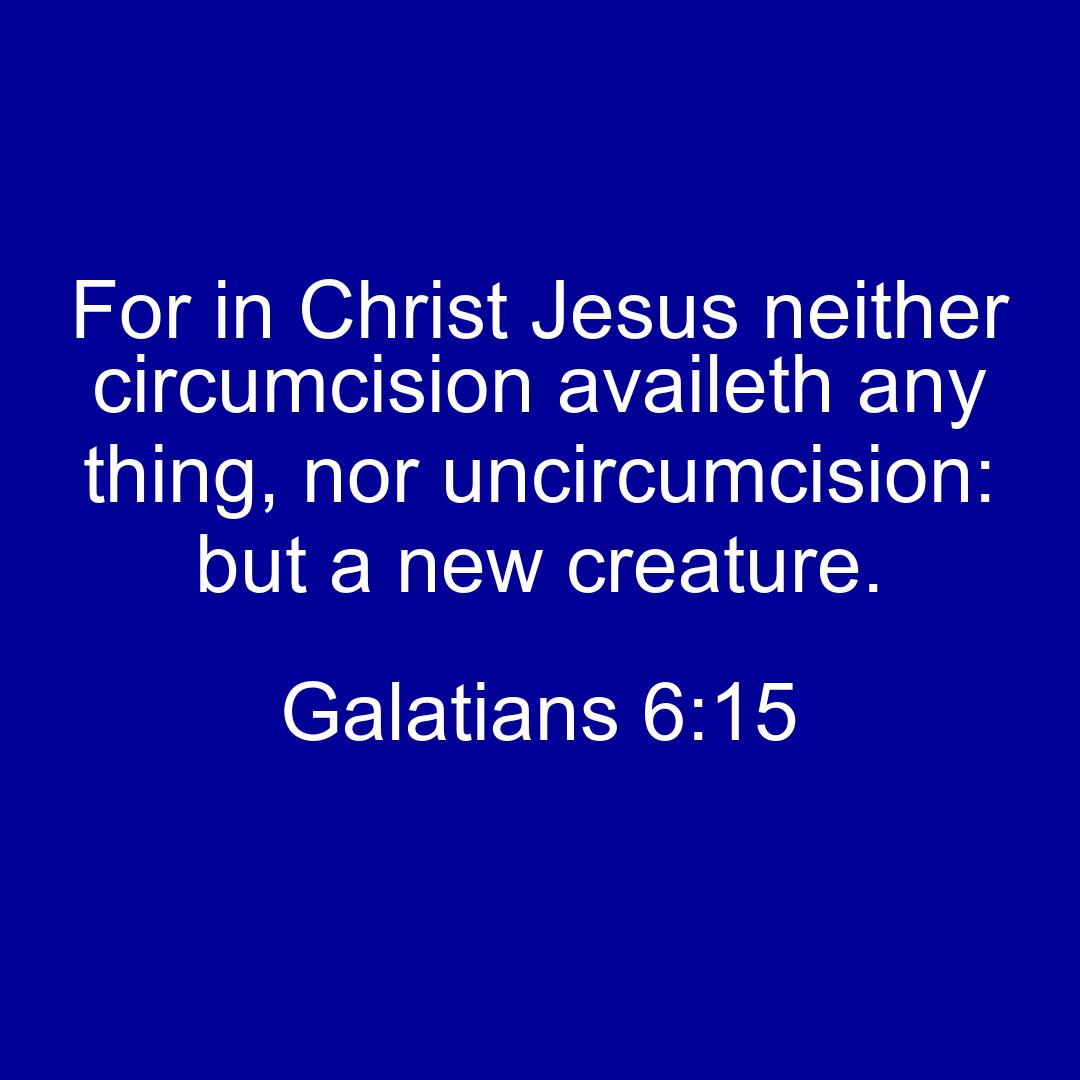 For in Christ Jesus neither
circumcision availeth any
thing, nor uncircumcision:
but a new creature.
Galatians 6:15